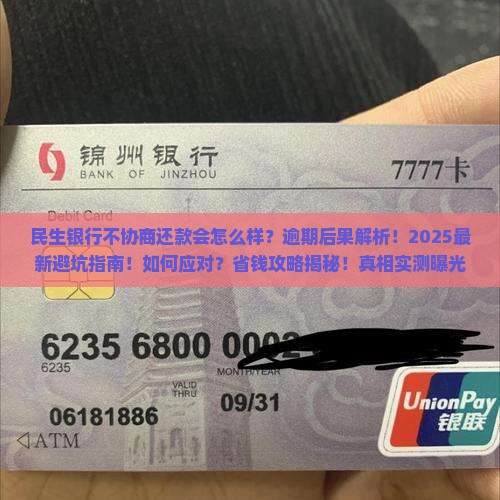 锦州银行
BANK OF JINZHOU
7777卡
Debit Card
民生银行不协商还款会怎么样？逾期后果解析！2025最
新避坑指南！如何应对？省钱攻略揭秘！真相实测曝光
6235 6800 0002
6235
MONTH/YEAR
VALID
THRU
09/31
06181886
ATM
UnionPay
银联